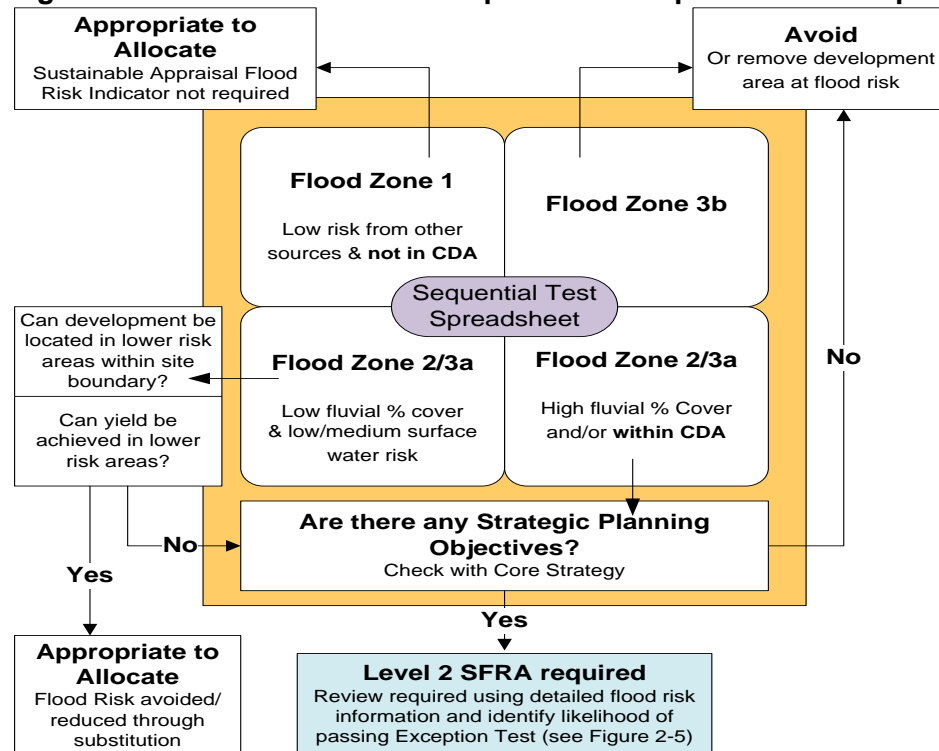 Appropriate to
Allocate
Sustainable Appraisal Flood
Risk Indicator not required
Avoid
Or remove development
area at flood risk
Flood Zone 1
Low risk from other
sources & not in CDA
Flood Zone 3b
Sequential Test
Spreadsheet
Can development be
located in lower risk
areas within site
boundary?
Can yield be
achieved in lower
risk areas?
Flood Zone 2/3a
Low fluvial % cover
& low/medium surface
water risk
Flood Zone 2/3a
High fluvial % Cover
and/or within CDA
No
Are there any Strategic Planning
Objectives?
Check with Core Strategy
No
Yes
Yes
Appropriate to
Allocate
Flood Risk avoided/
reduced through
substitution
Level 2 SFRA required
Review required using detailed flood risk
information and identify likelihood of
passing Exception Test (see Figure 2-5)